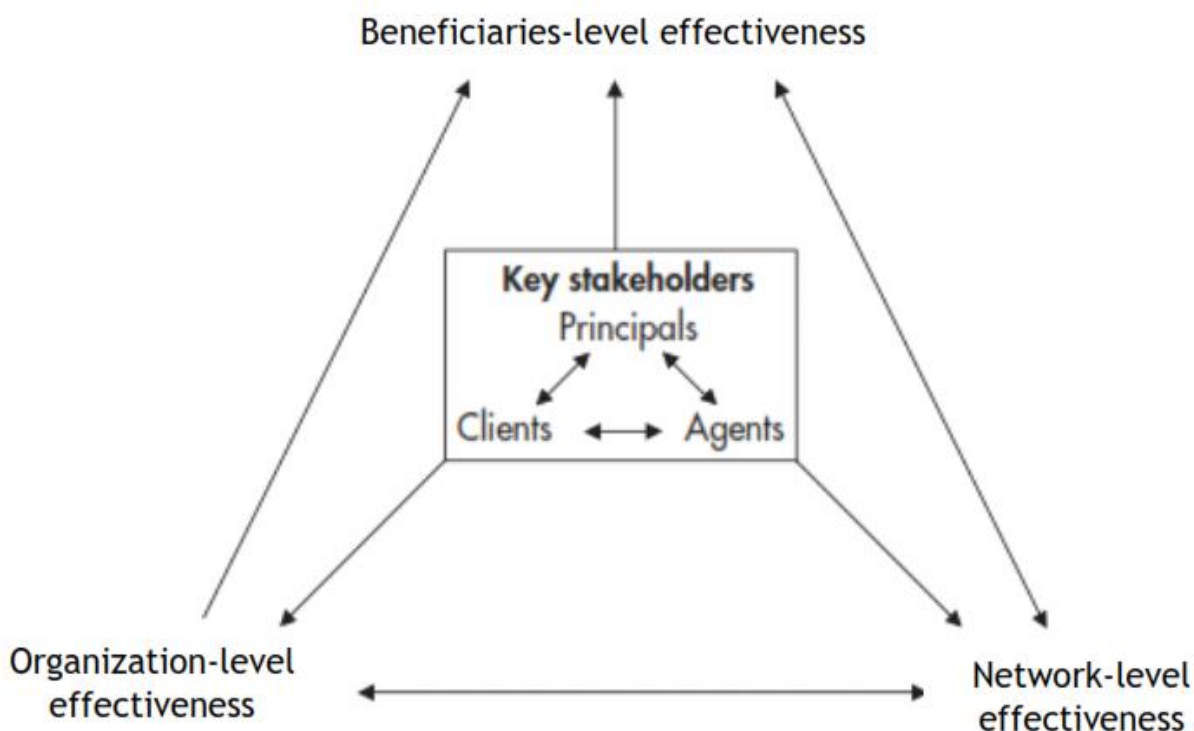 Beneficiaries-level effectiveness
Key stakeholders
Principals
Clients
Agents
Organization-level
effectiveness
Network-level
effectiveness